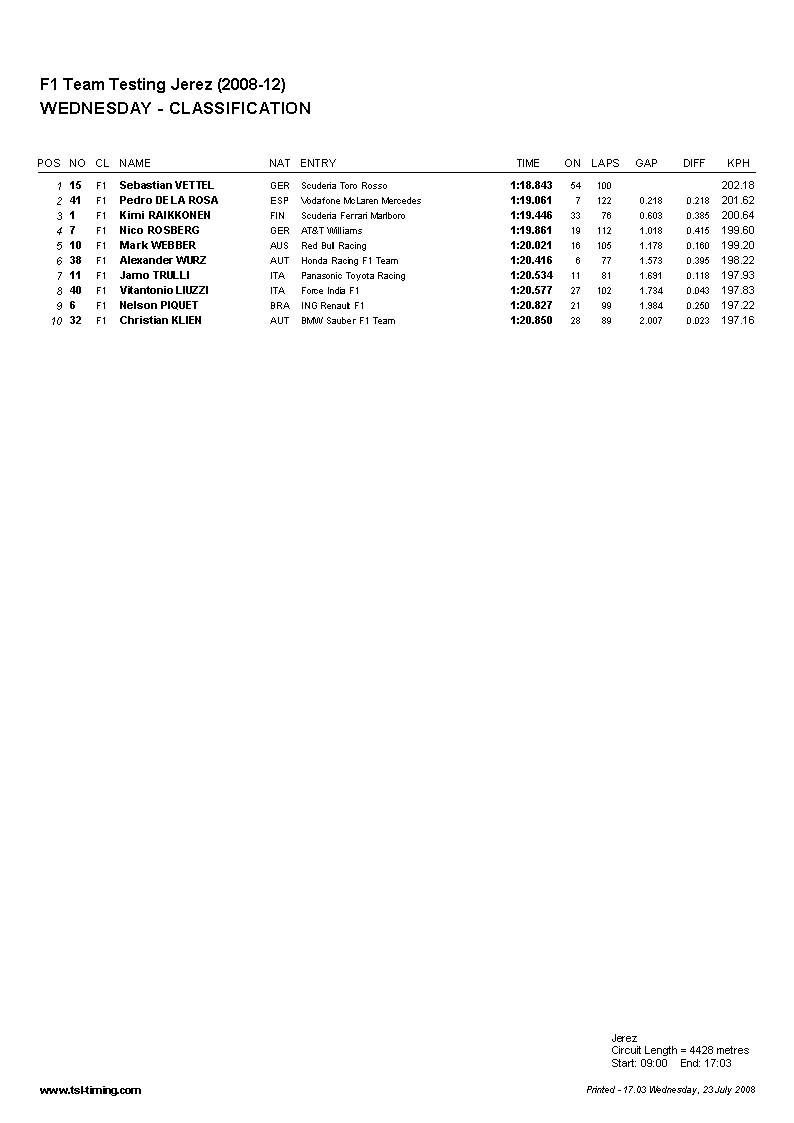 F1 Team Testing Jerez (2008-12)
WEDNESDAY - CLASSIFICATION
POS NO CL NAME NAT ENTRY TIME ON LAPS GAP DIFF KPH
1 15 F1 Sebastian VETTEL GER Scuderia Toro Rosso 1:18.843 54 100 202.18
2 41 F1 Pedro DE LA ROSA ESP Vodafone McLaren Mercedes 1:19.061 7 122 0.218 0.218 201.62
3 1 F1 Kimi RAIKKONEN FIN Scuderia Ferrari Marlboro 1:19.446 33 76 0.603 0.385 200.64
4 7 F1 Nico ROSBERG GER AT&T Williams 1:19.861 19 112 1.018 0.415 199.60
5 10 F1 Mark WEBBER AUS Red Bull Racing 1:20.021 16 105 1.178 0.160 199.20
6 38 F1 Alexander WURZ AUT Honda Racing F1 Team 1:20.416 6 77 1.573 0.395 198.22
7 11 F1 Jarno TRULLI ITA Panasonic Toyota Racing 1:20.534 11 81 1.691 0.118 197.93
8 40 F1 Vitantonio LIUZZI ITA Force India F1 1:20.577 27 102 1.734 0.043 197.83
9 6 F1 Nelson PIQUET BRA ING Renault F1 1:20.827 21 99 1.984 0.250 197.22
10 32 F1 Christian KLIEN AUT BMW Sauber F1 Team 1:20.850 28 89 2.007 0.023 197.16
Jerez
Circuit Length = 4428 metres
Start: 09:00 End: 17:03
www.tsl-timing.com Printed - 17:03 Wednesday, 23 July 2008